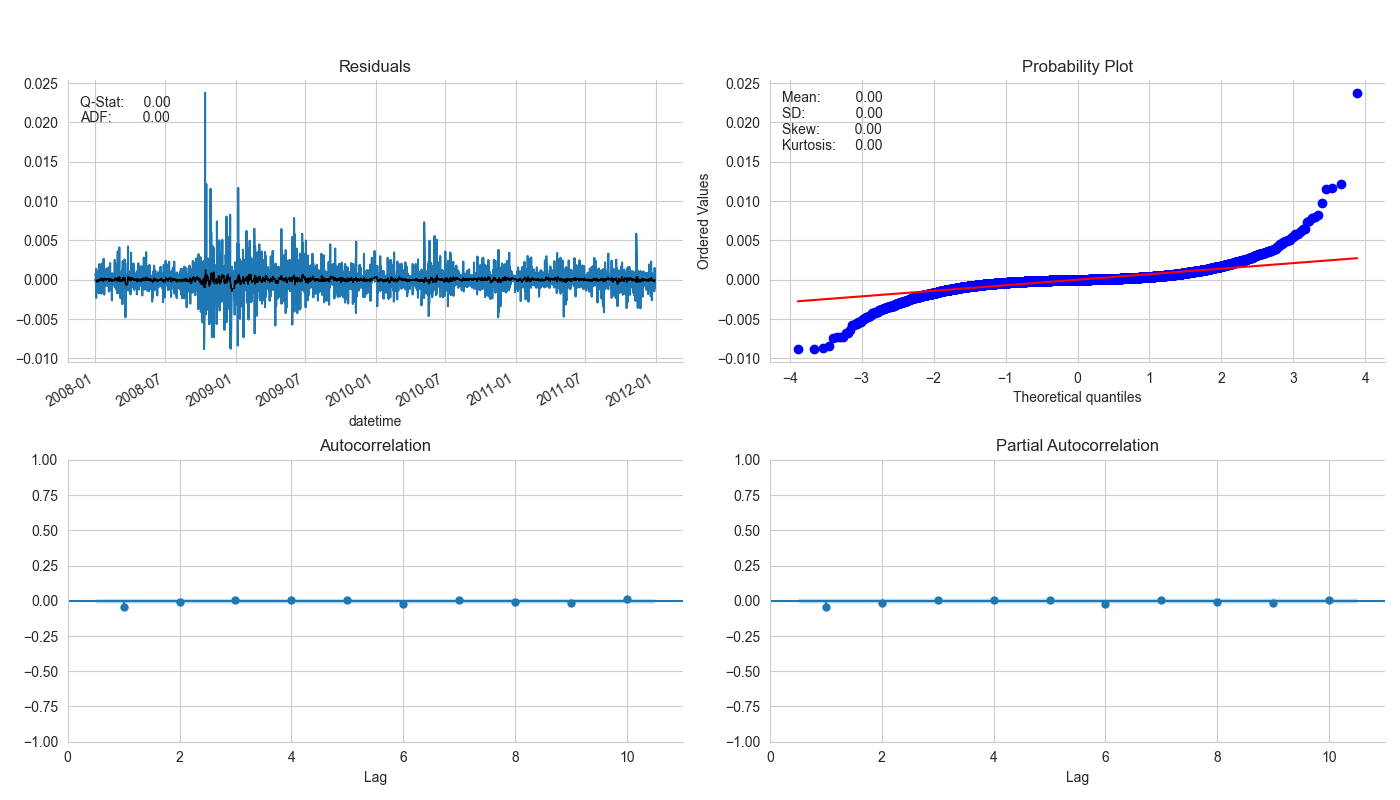 Residuals
0.025
0.020
0.015
0.010
0.005
0.000
−0.005
−0.010
Q-Stat: 0.00
ADF: 0.00
2008-01
2008-07
2009-01
2009-07
2010-01
2010-07
2011-01
2011-07
2012-01
datetime
Probability Plot
Ordered Values
0.025
0.020
0.015
0.010
0.005
0.000
−0.005
−0.010
Mean: 0.00
SD: 0.00
Skew: 0.00
Kurtosis: 0.00
−4 −3 −2 −1 0 1 2 3 4
Theoretical quantiles
Autocorrelation
1.00
0.75
0.50
0.25
0.00
−0.25
−0.50
−0.75
−1.00
0 2 4 6 8 10
Lag
Partial Autocorrelation
1.00
0.75
0.50
0.25
0.00
−0.25
−0.50
−0.75
−1.00
0 2 4 6 8 10
Lag